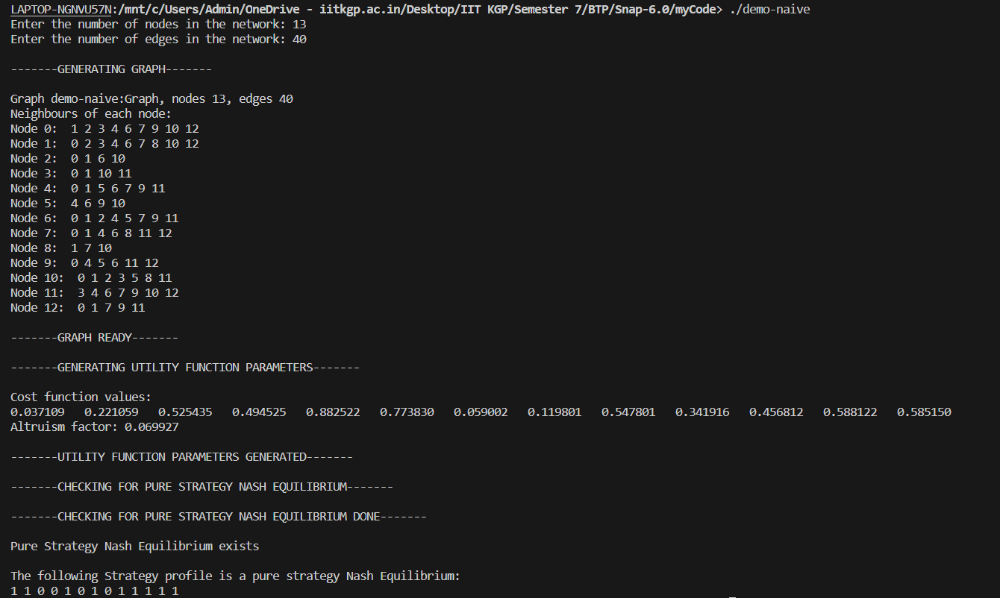 LAPTOP-NGNVU57N:/mnt/c/Users/Admin/OneDrive - iitkgp.ac.in/Desktop/IIT KGP/Semester 7/BTP/Snap-6.0/myCode> ./demo-naive
Enter the number of nodes in the network: 13
Enter the number of edges in the network: 40

-------GENERATING GRAPH-------

Graph demo-naive:Graph, nodes 13, edges 40
Neighbours of each node:
Node 0:  1 2 3 4 6 7 9 10 12
Node 1:  0 2 3 4 6 7 8 10 12
Node 2:  0 1 6 10
Node 3:  0 1 10 11
Node 4:  0 1 5 6 7 9 11
Node 5:  4 6 9 10
Node 6:  0 1 2 4 5 7 9 11
Node 7:  0 1 4 6 8 11 12
Node 8:  1 7 10
Node 9:  0 4 5 6 11 12
Node 10:  0 1 2 3 5 8 11
Node 11:  3 4 6 7 9 10 12
Node 12:  0 1 7 9 11

-------GRAPH READY-------

-------GENERATING UTILITY FUNCTION PARAMETERS-------

Cost function values:
0.037109   0.221059   0.525435   0.494525   0.882522   0.773830   0.059002   0.119801   0.547801   0.341916   0.456812   0.588122   0.585150
Altruism factor: 0.069927

-------UTILITY FUNCTION PARAMETERS GENERATED-------

-------CHECKING FOR PURE STRATEGY NASH EQUILIBRIUM-------

-------CHECKING FOR PURE STRATEGY NASH EQUILIBRIUM DONE-------

Pure Strategy Nash Equilibrium exists

The following Strategy profile is a pure strategy Nash Equilibrium:
1 1 0 0 1 0 1 0 1 1 1 1 1